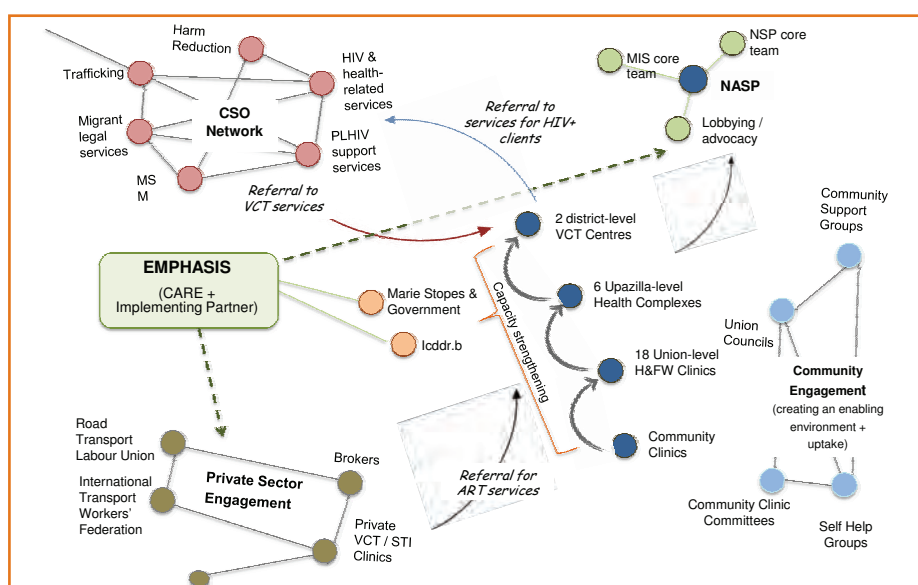 Harm
Reduction
Trafficking
HIV &
health-
related
services
CSO
Network
Migrant
legal
services
PLHIV
support
services
MS
M
Referral to
services for HIV+
clients
Referral to
VCT services
NSP core
team
MIS core
team
NASP
Lobbying /
advocacy
2 district-level
VCT Centres
Community
Support
Groups
EMPHASIS
(CARE +
Implementing Partner)
Marie Stopes &
Government
Icddr.b
Capacity strengthening
6 Upazilla-level
Health Complexes
18 Union-level
H&FW Clinics
Community
Clinics
Union
Councils
Community
Engagement
(creating an enabling
environment +
uptake)
Community Clinic
Committees
Self Help
Groups
Road
Transport
Labour Union
International
Transport
Workers'
Federation
Private Sector
Engagement
Brokers
Private
VCT / STI
Clinics
Referral for
ART services